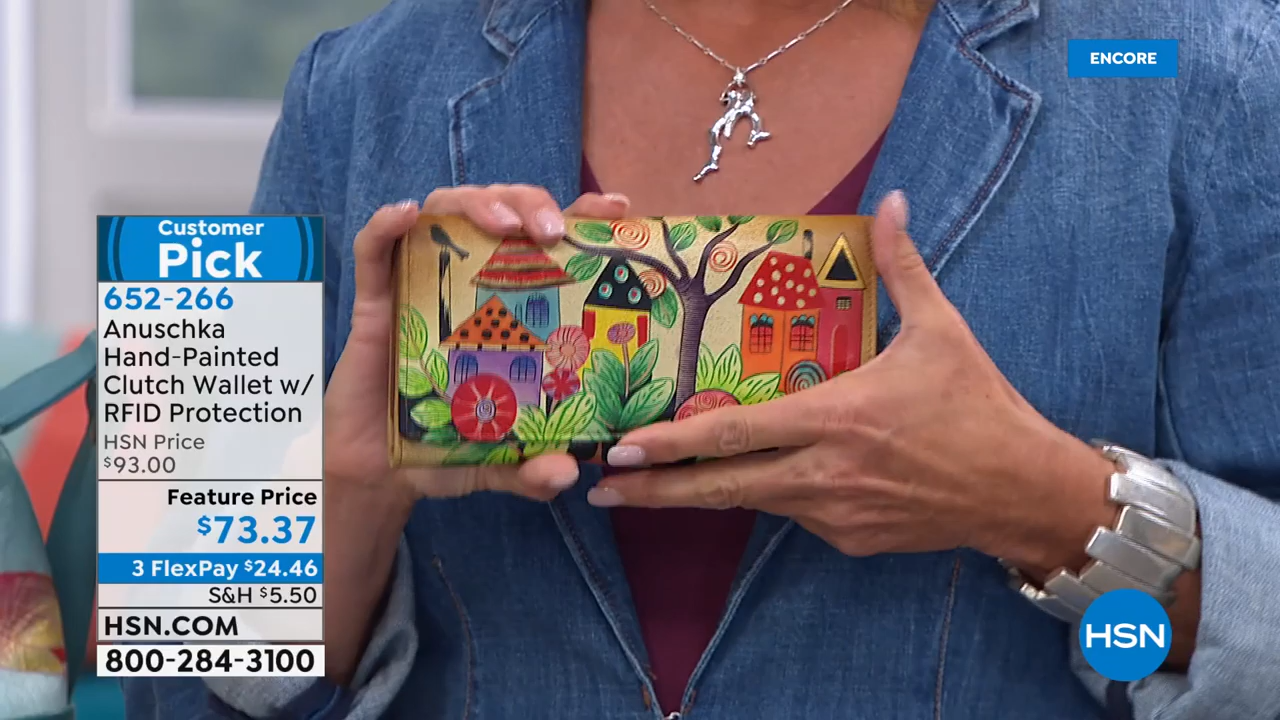 ENCORE
Customer
Pick
652-266
Anuschka
Hand-Painted
Clutch Wallet w/
RFID Protection
HSN Price
$93.00
Feature Price
$73.37
3 FlexPay $24.46
S&H $5.50
HSN.COM
800-284-3100
HSN